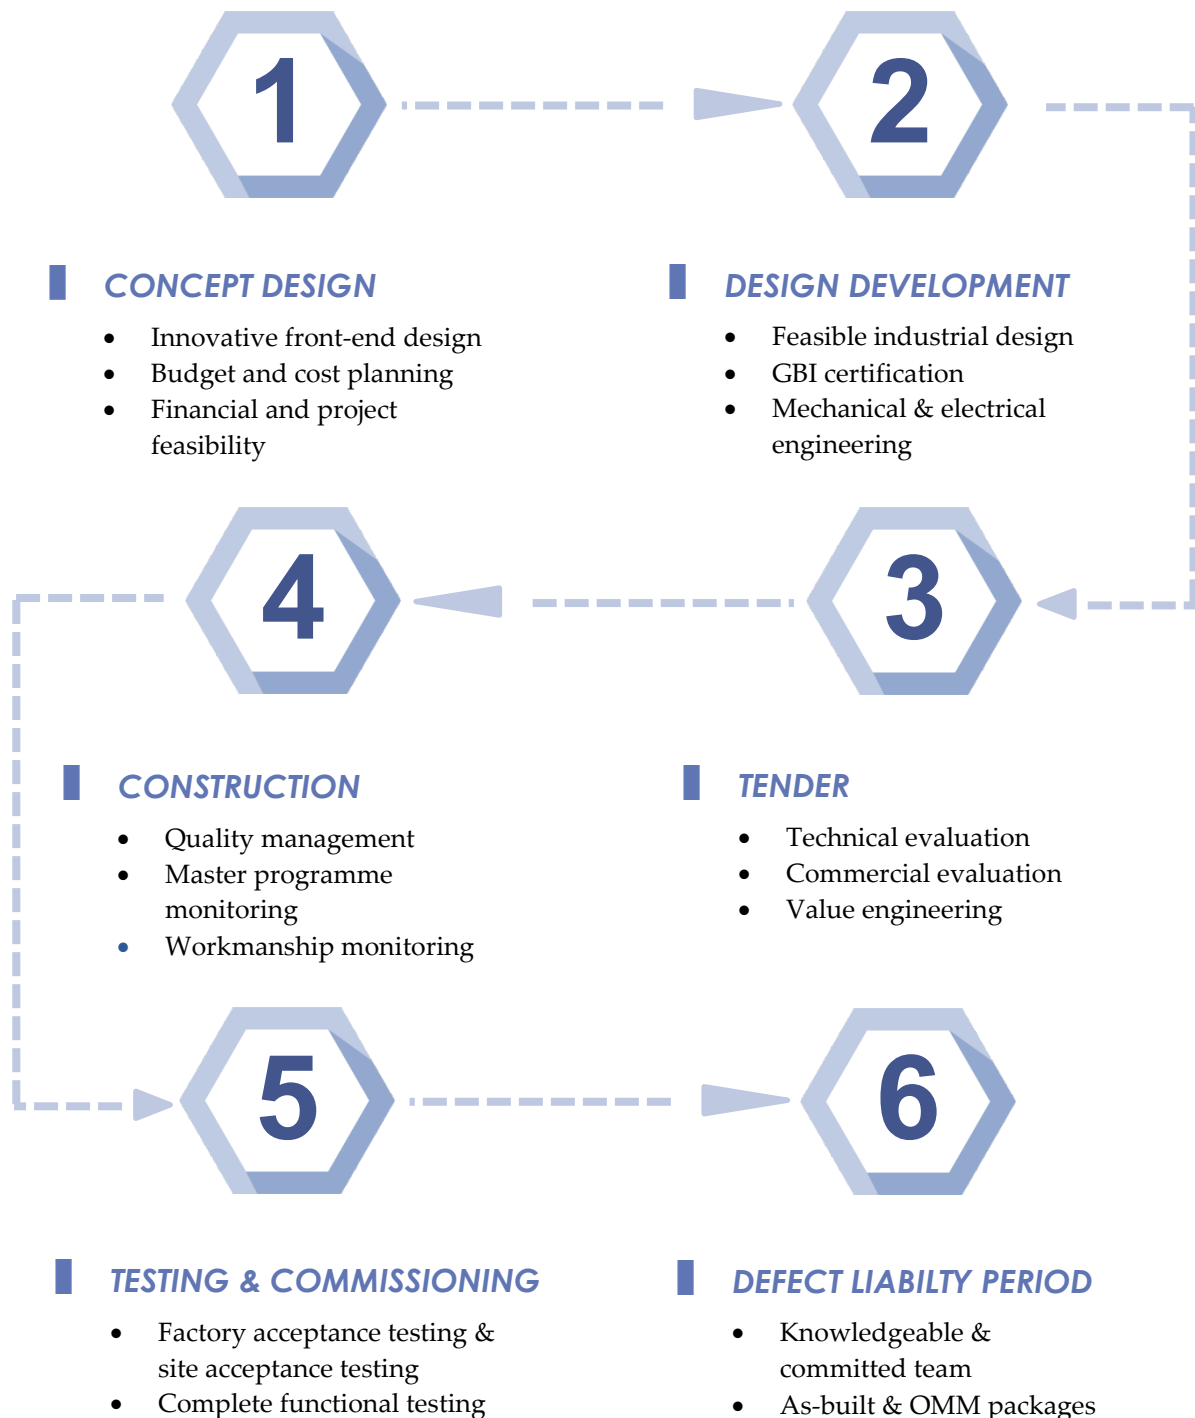 1
2
CONCEPT DESIGN
• Innovative front-end design
• Budget and cost planning
• Financial and project
feasibility
DESIGN DEVELOPMENT
• Feasible industrial design
• GBI certification
• Mechanical & electrical
engineering
4
3
CONSTRUCTION
• Quality management
• Master programme
monitoring
• Workmanship monitoring
TENDER
• Technical evaluation
• Commercial evaluation
• Value engineering
5
6
TESTING & COMMISSIONING
• Factory acceptance testing &
site acceptance testing
• Complete functional testing
DEFECT LIABILTY PERIOD
• Knowledgeable &
committed team
• As-built & OMM packages